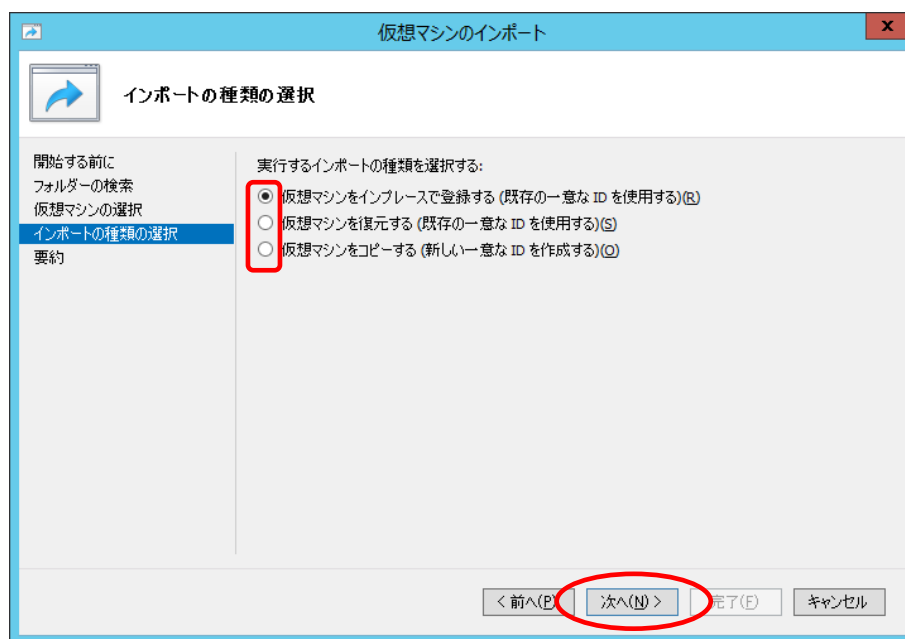 仮想マシンのインポート
x
インポートの種類の選択
開始する前に
フォルダーの検索
仮想マシンの選択
インポートの種類の選択
要約
実行するインポートの種類を選択する:
仮想マシンをインプレースで登録する (既存の一意な ID を使用する)(R)
仮想マシンを復元する (既存の一意な ID を使用する)(S)
仮想マシンをコピーする (新しい一意な ID を作成する)(O)
< 前へ(P) 次へ(N) > 完了(F) キャンセル